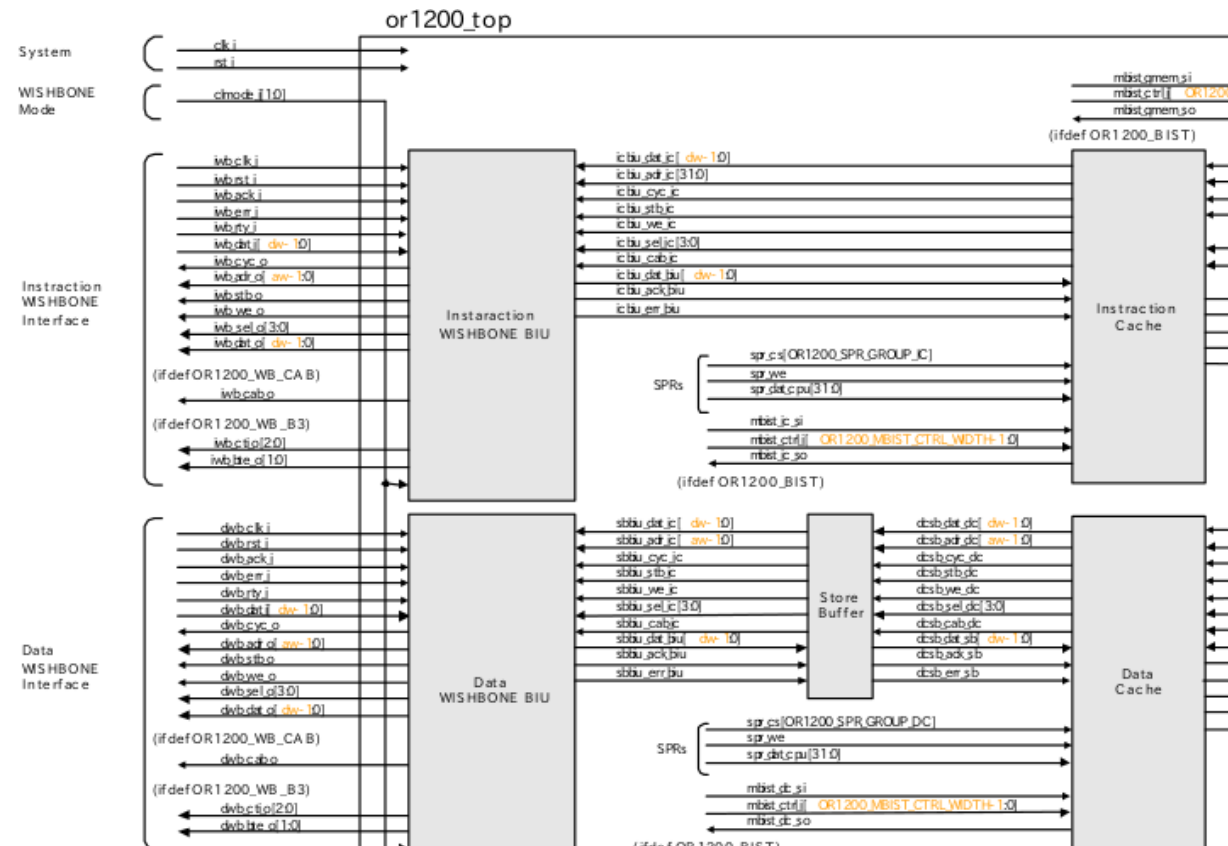 or1200_top
System
clk_i
rst_i
WISHBONE
Mode
clmode_i[1:0]
mbist_gmem_si
mbist_ctrl_i[ OR1200
mbist_gmem_so
(ifdef OR1200_BIST)
Instraction
WISHBONE
Interface
iwb_clk_i
iwb_rst_i
iwb_ack_i
iwb_err_i
iwb_rty_i
iwb_dat_i[ dw-1:0]
iwb_cyc_o
iwb_adr_o[ aw-1:0]
iwb_stb_o
iwb_we_o
iwb_sel_o[3:0]
iwb_dat_o[ dw-1:0]
(ifdef OR1200_WB_CAB)
iwb_cab_o
(ifdef OR1200_WB_B3)
iwb_cti_o[2:0]
iwb_bte_o[1:0]
Instaraction
WISHBONE BIU
icbiu_dat_ic[ dw-1:0]
icbiu_adr_ic[31:0]
icbiu_cyc_ic
icbiu_stb_ic
icbiu_we_ic
icbiu_sel_ic[3:0]
icbiu_cab_ic
icbiu_dat_biu[ dw-1:0]
icbiu_ack_biu
icbiu_err_biu
Instraction
Cache
SPRs
spr_cs[OR1200_SPR_GROUP_IC]
spr_we
spr_dat_cpu[31:0]
mbist_ic_si
mbist_ctrl_i[ OR1200_MBIST_CTRL_WIDTH-1:0]
mbist_ic_so
(ifdef OR1200_BIST)
Data
WISHBONE
Interface
dwb_clk_i
dwb_rst_i
dwb_ack_i
dwb_err_i
dwb_rty_i
dwb_dat_i[ dw-1:0]
dwb_cyc_o
dwb_adr_o[ aw-1:0]
dwb_stb_o
dwb_we_o
dwb_sel_o[3:0]
dwb_dat_o[ dw-1:0]
(ifdef OR1200_WB_CAB)
dwb_cab_o
(ifdef OR1200_WB_B3)
dwb_cti_o[2:0]
dwb_bte_o[1:0]
Data
WISHBONE BIU
sbbiu_dat_ic[ dw-1:0]
sbbiu_adr_ic[ aw-1:0]
sbbiu_cyc_ic
sbbiu_stb_ic
sbbiu_we_ic
sbbiu_sel_ic[3:0]
sbbiu_cab_ic
sbbiu_dat_biu[ dw-1:0]
sbbiu_ack_biu
sbbiu_err_biu
Store
Buffer
dcsb_dat_dc[ dw-1:0]
dcsb_adr_dc[ aw-1:0]
dcsb_cyc_dc
dcsb_stb_dc
dcsb_we_dc
dcsb_sel_dc[3:0]
dcsb_cab_dc
dcsb_dat_sb[ dw-1:0]
dcsb_ack_sb
dcsb_err_sb
Data
Cache
SPRs
spr_cs[OR1200_SPR_GROUP_DC]
spr_we
spr_dat_cpu[31:0]
mbist_dc_si
mbist_ctrl_i[ OR1200_MBIST_CTRL_WIDTH-1:0]
mbist_dc_so
(ifdef OR1200_BIST)